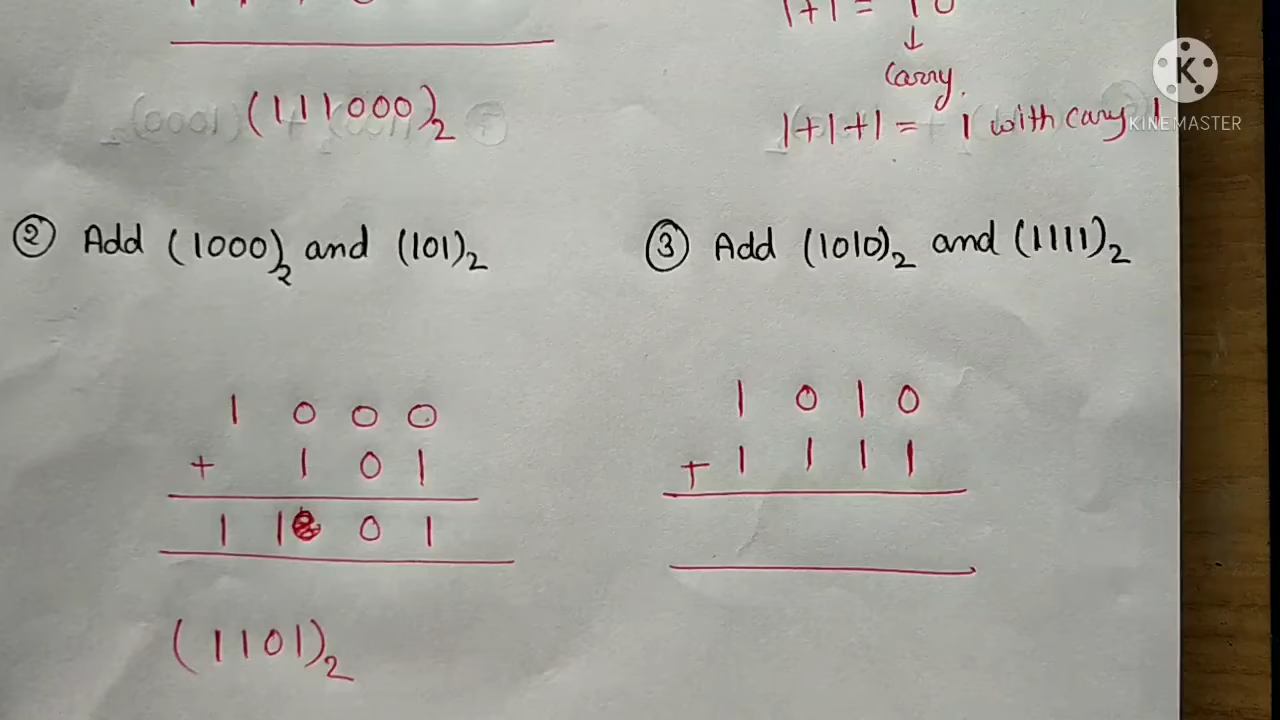 1+1 = 10
↓
Carry.
(111000)₂
1+1+1 = 1 with cary 1
KINEMASTER
② Add (1000)₂ and (101)₂
③ Add (1010)₂ and (1111)₂
1 0 0 0
+ 1 0 1
1 1 0 1
(1101)₂
1 0 1 0
+ 1 1 1 1